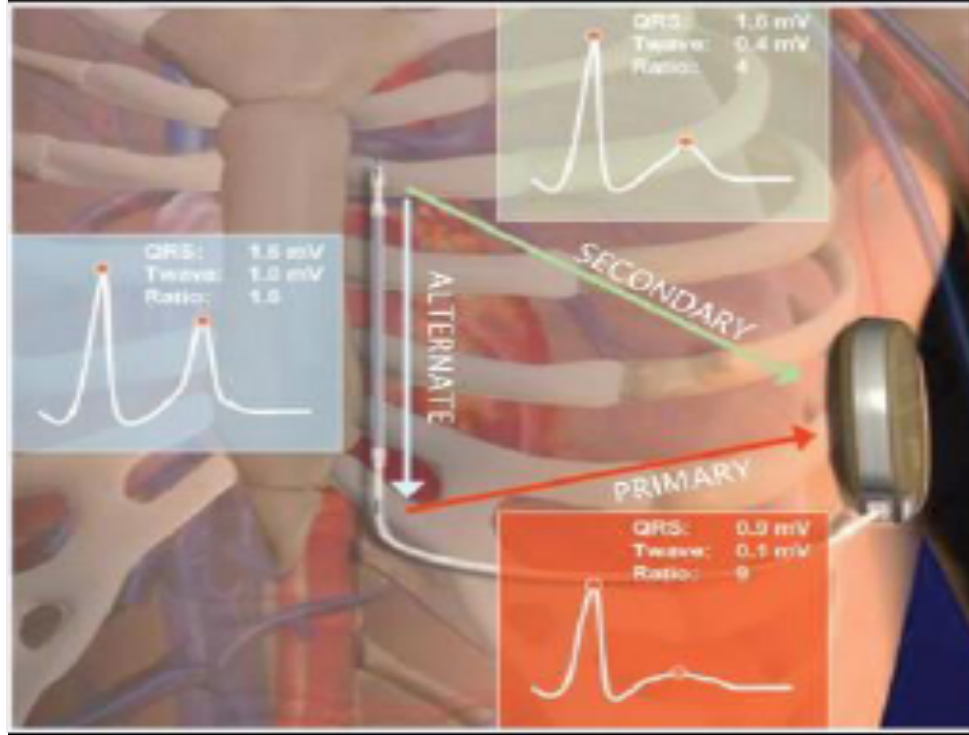 QRS: 1.6 mV
Twave: 0.4 mV
Ratio: 4
QRS: 1.6 mV
Twave: 1.0 mV
Ratio: 1.6
ALTERNATE
SECONDARY
PRIMARY
QRS: 0.9 mV
Twave: 0.1 mV
Ratio: 9